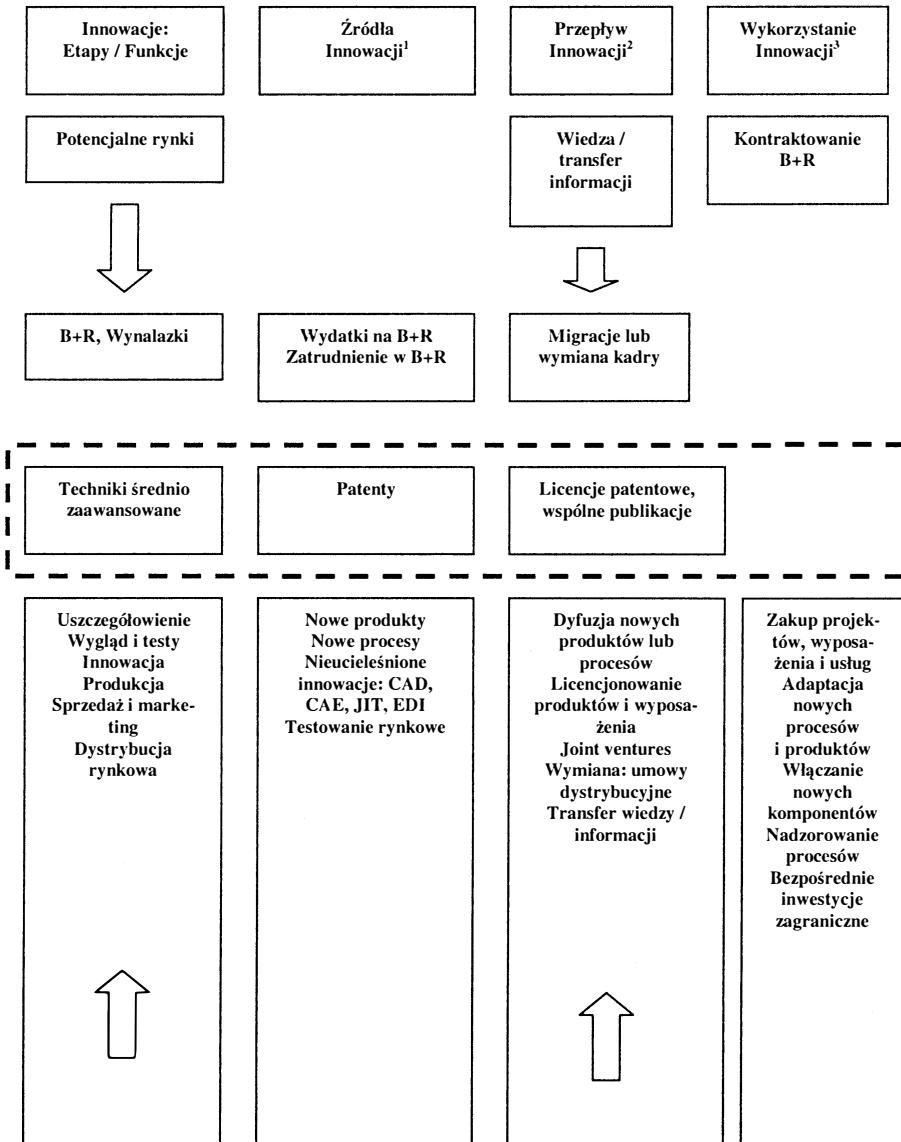 Innowacje:
Etapy / Funkcje
Źródła
Innowacji¹
Przepływ
Innowacji²
Wykorzystanie
Innowacji³
Potencjalne rynki
Wiedza /
transfer
informacji
Kontraktowanie
B+R
B+R, Wynalazki
Wydatki na B+R
Zatrudnienie w B+R
Migracje lub
wymiana kadry
Techniki średnio
zaawansowane
Patenty
Licencje patentowe,
wspólne publikacje
Uszczegółowienie
Wygląd i testy
Innowacja
Produkcja
Sprzedaż i marke-
ting
Dystrybucja
rynkowa
Nowe produkty
Nowe procesy
Nieucieleśnione
innowacje: CAD,
CAE, JIT, EDI
Testowanie rynkowe
Dyfuzja nowych
produktów lub
procesów
Licencjonowanie
produktów i wyposa-
żenia
Joint ventures
Wymiana: umowy
dystrybucyjne
Transfer wiedzy /
informacji
Zakup projek-
tów, wyposa-
żenia i usług
Adaptacja
nowych
procesów
i produktów
Włączanie
nowych
komponentów
Nadzorowanie
procesów
Bezpośrednie
inwestycje
zagraniczne